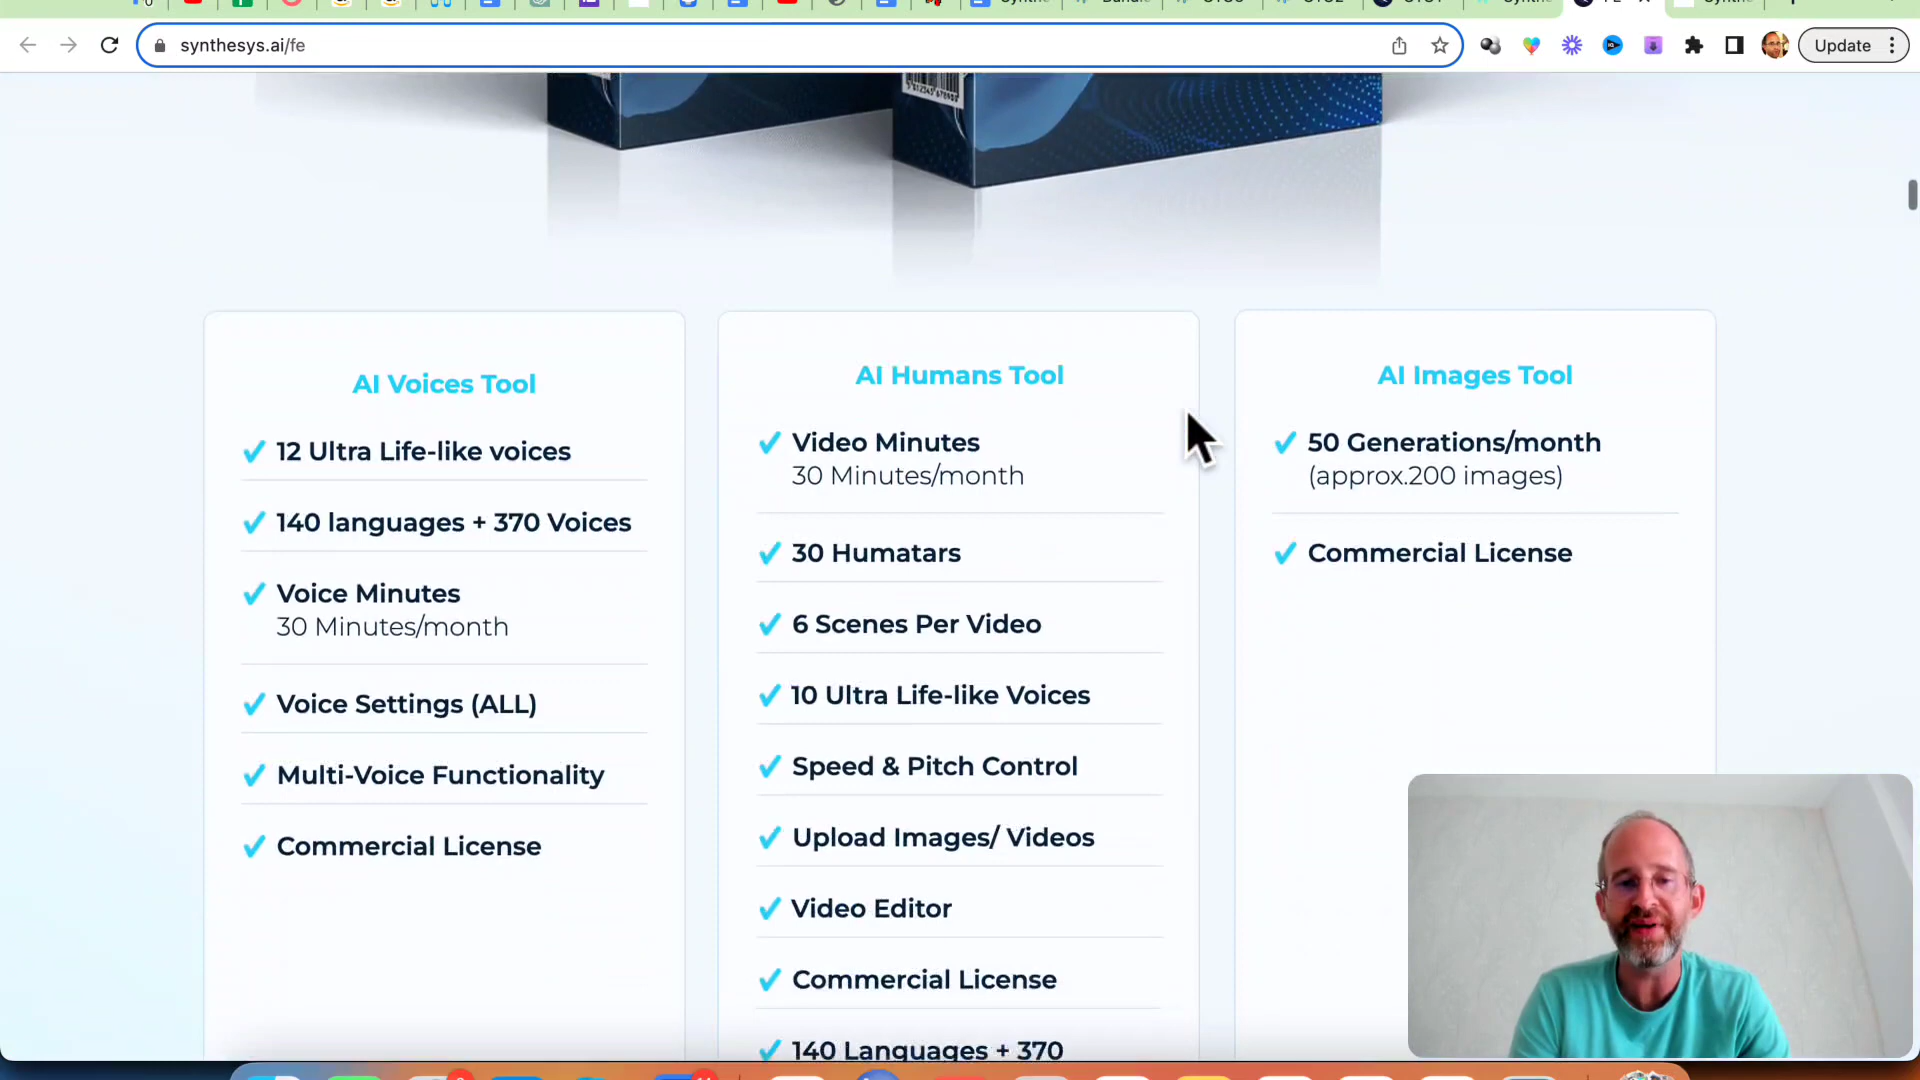 synthesys.ai/fe
Update
AI Voices Tool
12 Ultra Life-like voices
140 languages + 370 Voices
Voice Minutes
30 Minutes/month
Voice Settings (ALL)
Multi-Voice Functionality
Commercial License
AI Humans Tool
Video Minutes
30 Minutes/month
30 Humatars
6 Scenes Per Video
10 Ultra Life-like Voices
Speed & Pitch Control
Upload Images/ Videos
Video Editor
Commercial License
140 Languages + 370
AI Images Tool
50 Generations/month
(approx.200 images)
Commercial License